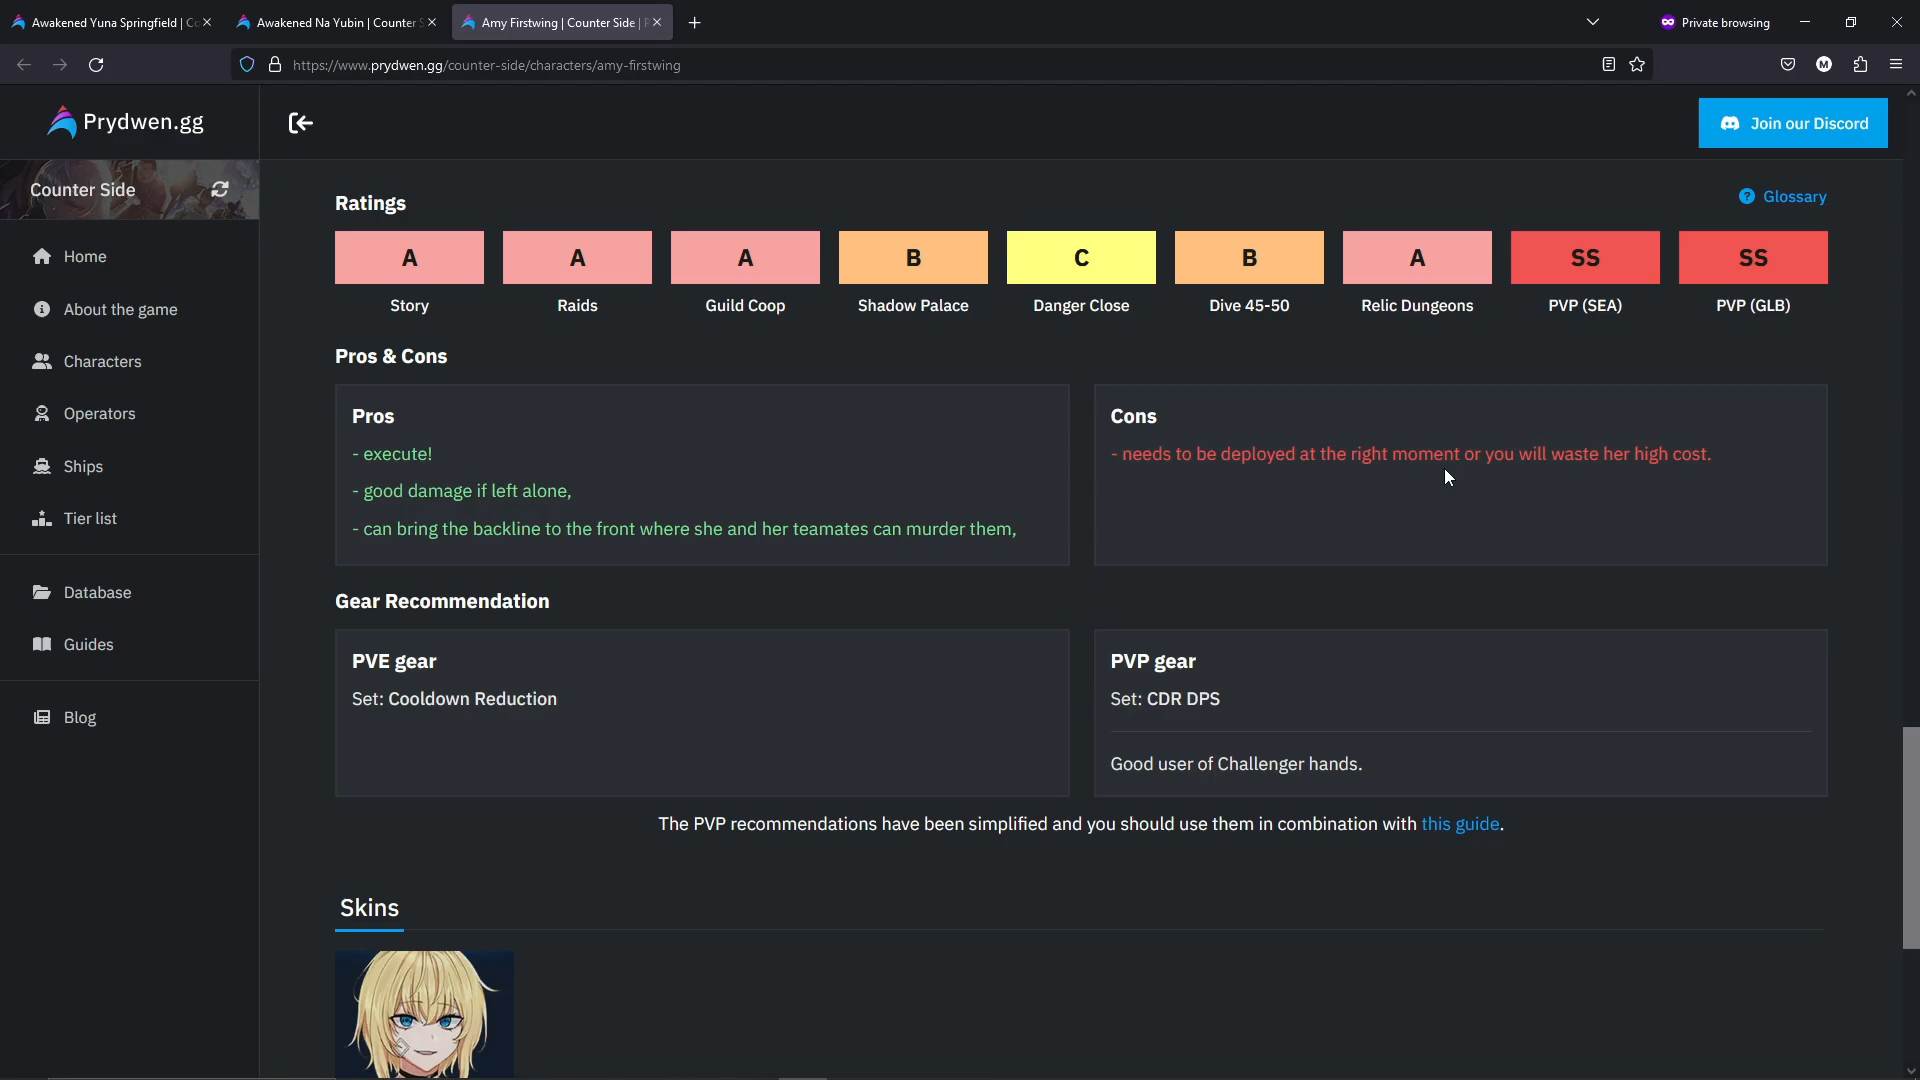 Awakened Yuna Springfield | Co
Awakened Na Yubin | Counter S
Amy Firstwing | Counter Side |
Private browsing
https://www.prydwen.gg/counter-side/characters/amy-firstwing
M
Prydwen.gg
Join our Discord
Counter Side
Home
About the game
Characters
Operators
Ships
Tier list
Database
Guides
Blog
Ratings
Glossary
A A A B C B A SS SS
Story Raids Guild Coop Shadow Palace Danger Close Dive 45-50 Relic Dungeons PVP (SEA) PVP (GLB)
Pros & Cons
Pros
- execute!
- good damage if left alone,
- can bring the backline to the front where she and her teamates can murder them,
Cons
- needs to be deployed at the right moment or you will waste her high cost.
Gear Recommendation
PVE gear
Set: Cooldown Reduction
PVP gear
Set: CDR DPS
Good user of Challenger hands.
The PVP recommendations have been simplified and you should use them in combination with this guide.
Skins